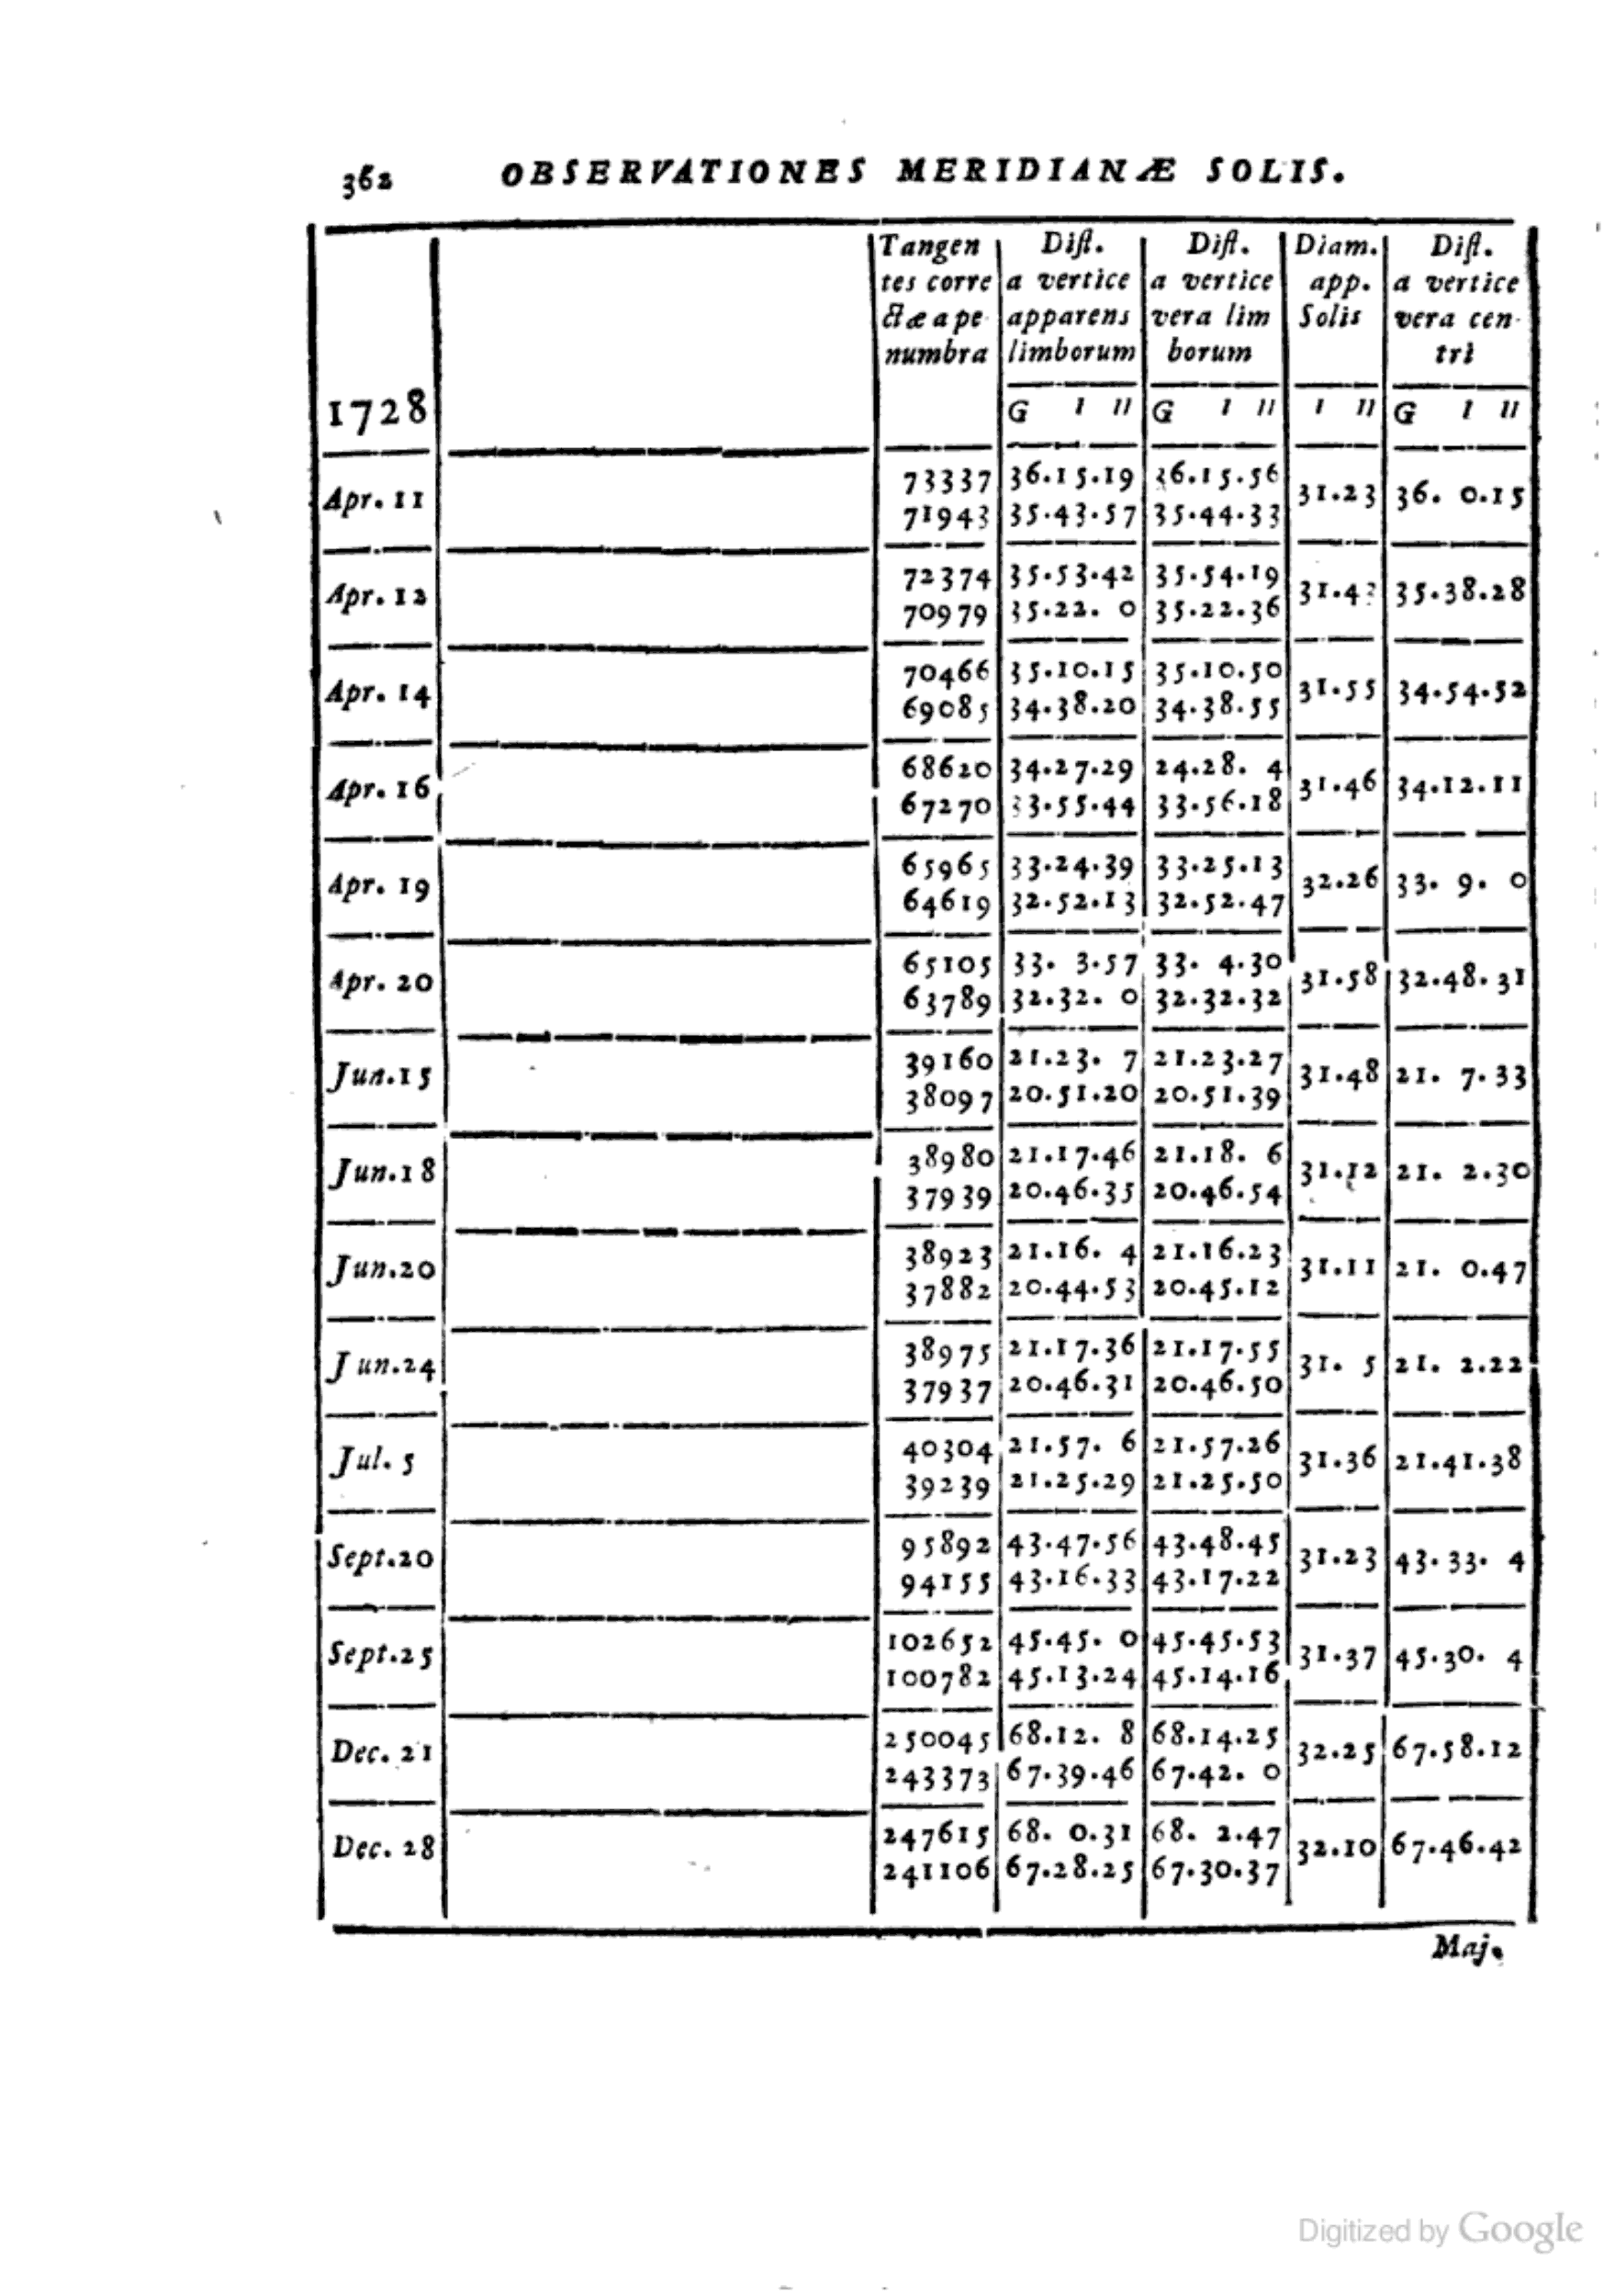 362 OBSERVATIONES MERIDIANÆ SOLIS.
Tangen Dist. Dist. Diam. Dist.
tes corre a vertice a vertice app. a vertice
ctæ a pe apparens vera lim Solis vera cen-
numbra limborum borum tri
1728 G I II G I II I II G I II
73337 36.15.19 36.15.56
Apr. 11 31.23 36. 0.15
71943 35.43.57 35.44.33
72374 35.53.42 35.54.19
Apr. 12 31.43 35.38.28
70979 35.22. 0 35.22.36
70466 35.10.15 35.10.50
Apr. 14 31.55 34.54.52
69085 34.38.20 34.38.55
68620 34.27.29 24.28. 4
Apr. 16 31.46 34.12.11
67270 33.55.44 33.56.18
65965 33.24.39 33.25.13
Apr. 19 32.26 33. 9. 0
64619 32.52.13 32.52.47
65105 33. 3.57 33. 4.30
Apr. 20 31.58 32.48.31
63789 32.32. 0 32.32.32
39160 21.23. 7 21.23.27
Jun.15 31.48 21. 7.33
38097 20.51.20 20.51.39
38980 21.17.46 21.18. 6
Jun.18 31.12 21. 2.30
37939 20.46.35 20.46.54
38923 21.16. 4 21.16.23
Jun.20 31.11 21. 0.47
37882 20.44.53 20.45.12
38975 21.17.36 21.17.55
Jun.24 31. 5 21. 2.22
37937 20.46.31 20.46.50
40304 21.57. 6 21.57.26
Jul. 5 31.36 21.41.38
39239 21.25.29 21.25.50
95892 43.47.56 43.48.45
Sept.20 31.23 43.33. 4
94155 43.16.33 43.17.22
102652 45.45. 0 45.45.53
Sept.25 31.37 45.30. 4
100782 45.13.24 45.14.16
250045 68.12. 8 68.14.25
Dec. 21 32.25 67.58.12
243373 67.39.46 67.42. 0
247615 68. 0.31 68. 2.47
Dec. 28 32.10 67.46.42
241106 67.28.25 67.30.37
Maj.
Digitized by Google